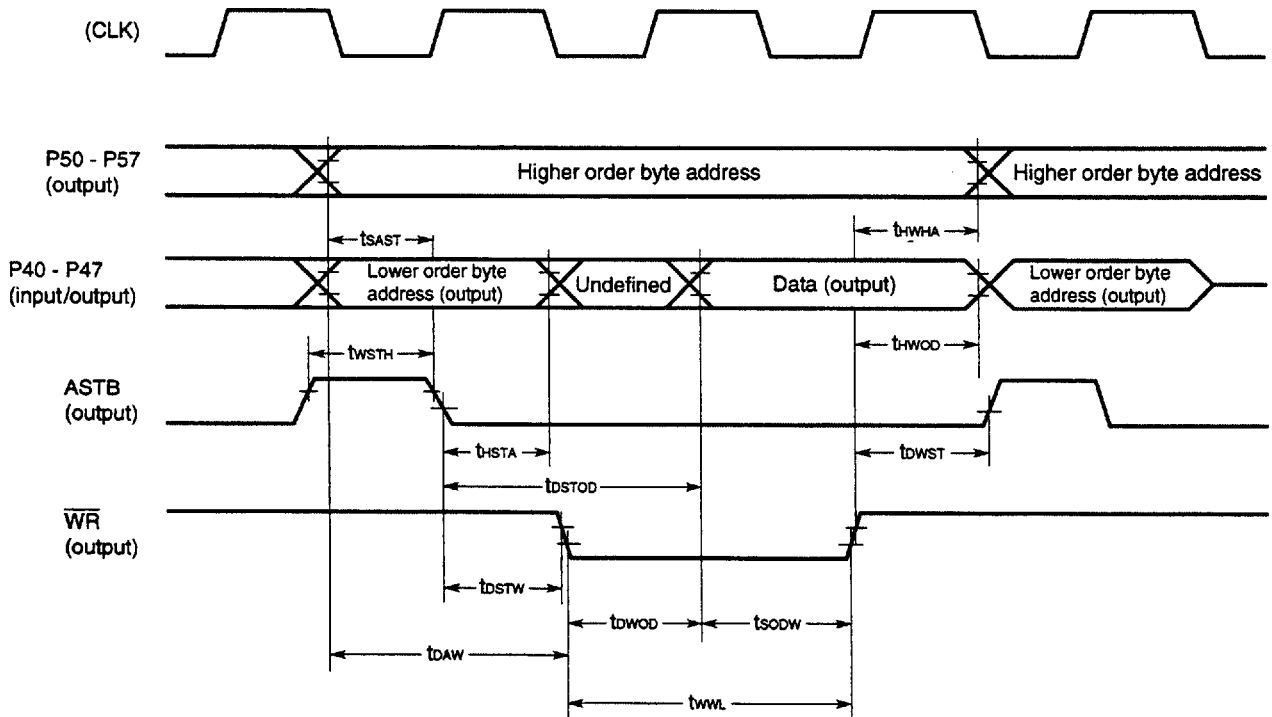 (CLK)
P50 - P57
(output)
Higher order byte address
Higher order byte address
tSAST
tHWHA
P40 - P47
(input/output)
Lower order byte
address (output)
Undefined
Data (output)
Lower order byte
address (output)
tWSTH
tHWOD
ASTB
(output)
tHSTA
tDWST
tDSTOD
WR
(output)
tDSTW
tDWOD
tSODW
tDAW
tWWL